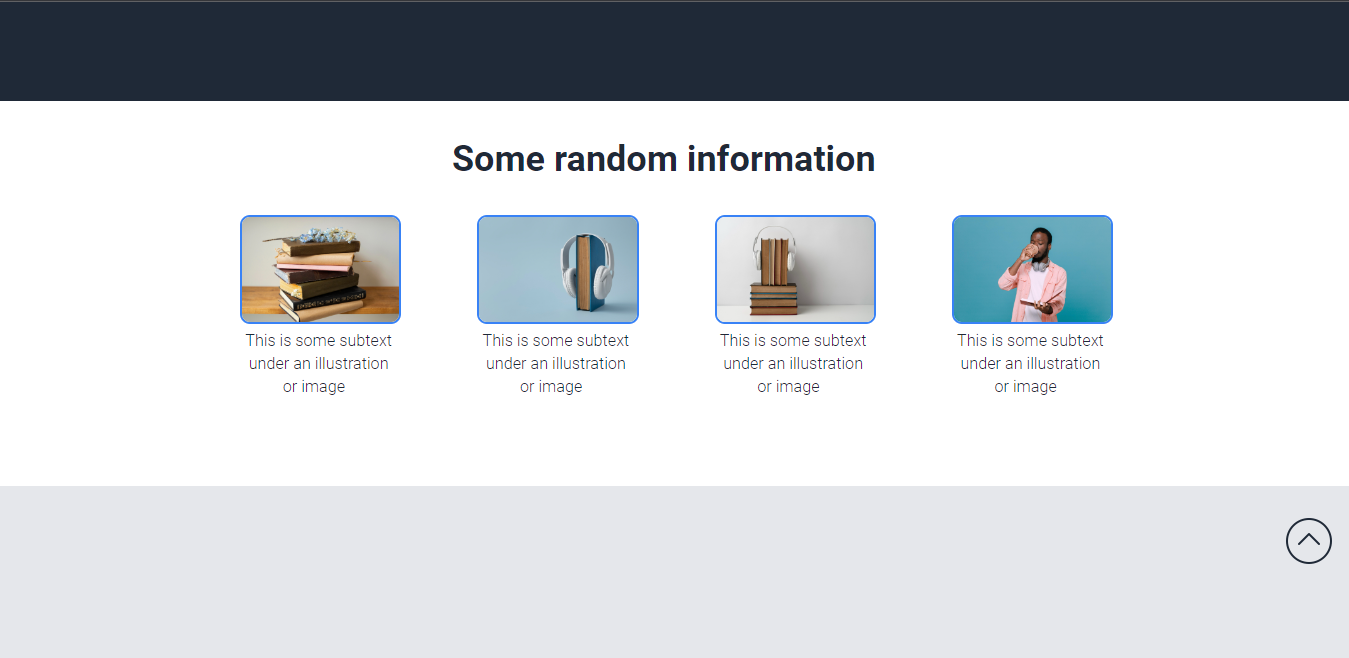 Some random information
This is some subtext
under an illustration
or image
This is some subtext
under an illustration
or image
This is some subtext
under an illustration
or image
This is some subtext
under an illustration
or image